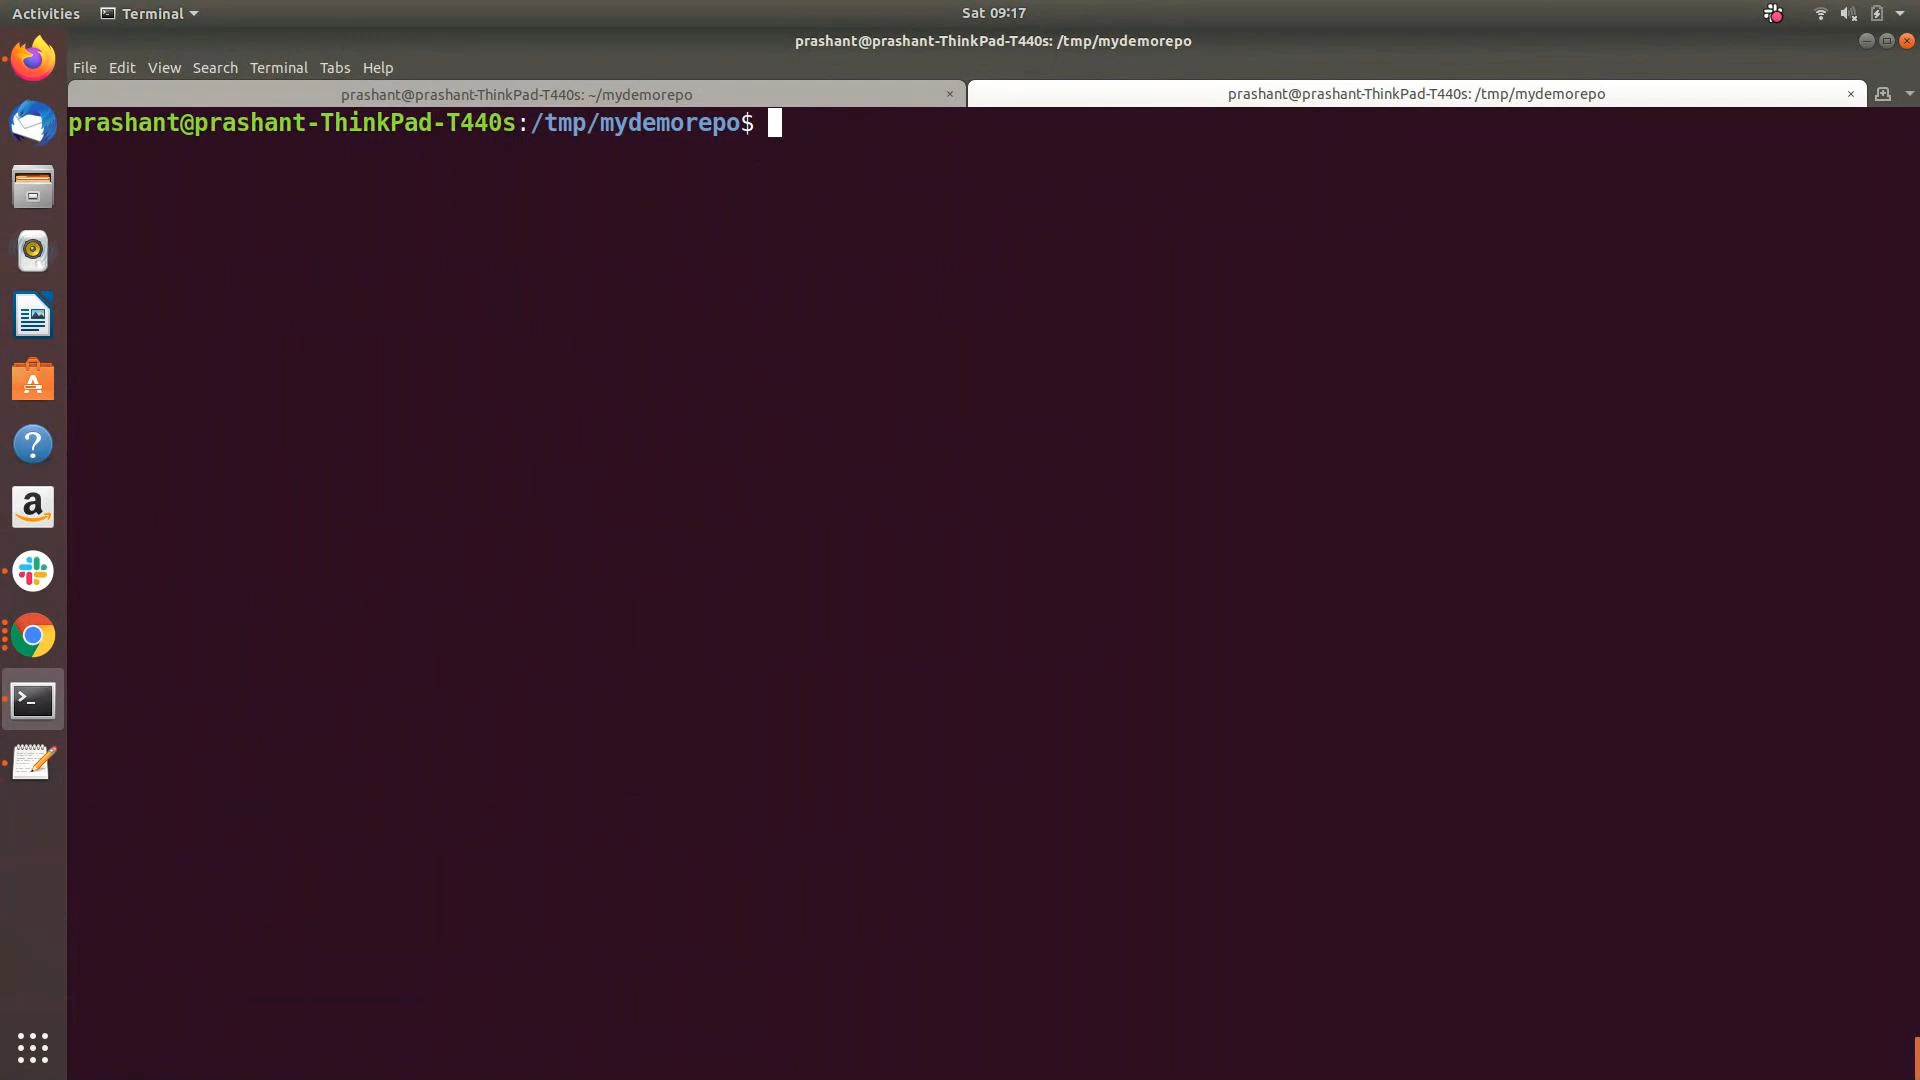 Activities Terminal Sat 09:17
prashant@prashant-ThinkPad-T440s: /tmp/mydemorepo
File Edit View Search Terminal Tabs Help
prashant@prashant-ThinkPad-T440s: ~/mydemorepo × prashant@prashant-ThinkPad-T440s: /tmp/mydemorepo ×
prashant@prashant-ThinkPad-T440s:/tmp/mydemorepo$